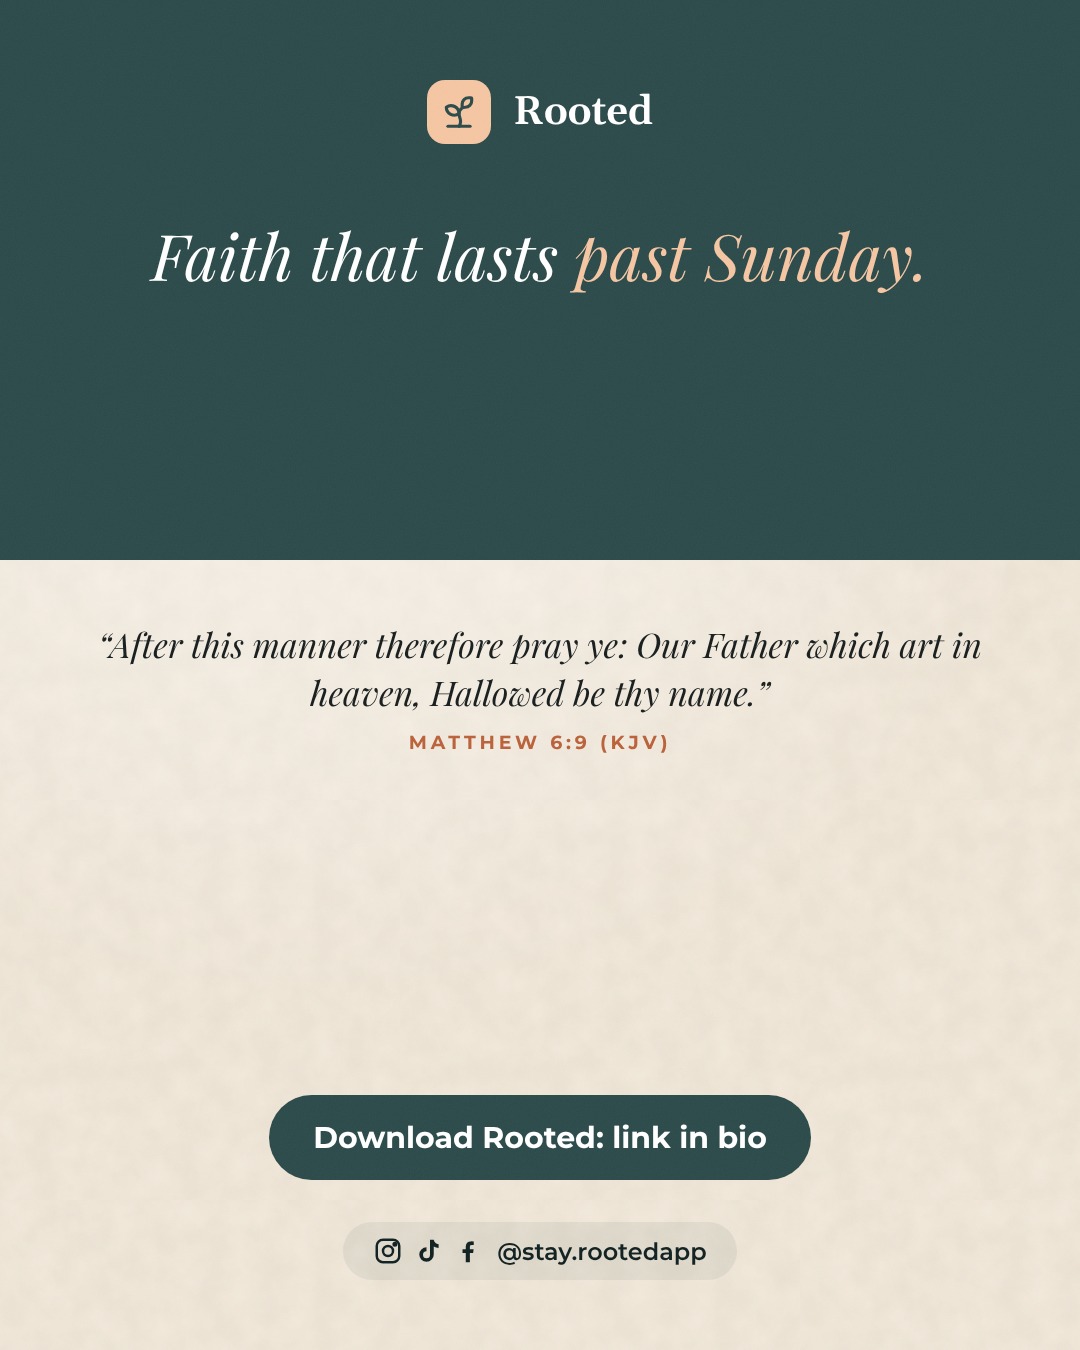 Rooted
Faith that lasts past Sunday.
“After this manner therefore pray ye: Our Father which art in
heaven, Hallowed be thy name.”
MATTHEW 6:9 (KJV)
Download Rooted: link in bio
@stay.rootedapp